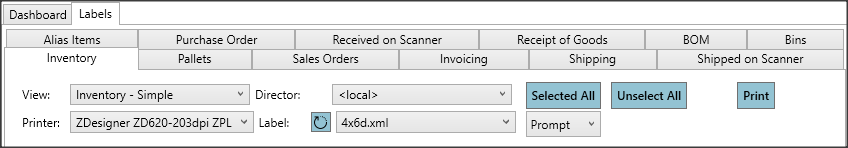 Dashboard Labels
Alias Items Purchase Order Received on Scanner Receipt of Goods BOM Bins
Inventory Pallets Sales Orders Invoicing Shipping Shipped on Scanner
View: Inventory - Simple Director: <local> Selected All Unselect All Print
Printer: ZDesigner ZD620-203dpi ZPL Label: 4x6d.xml Prompt